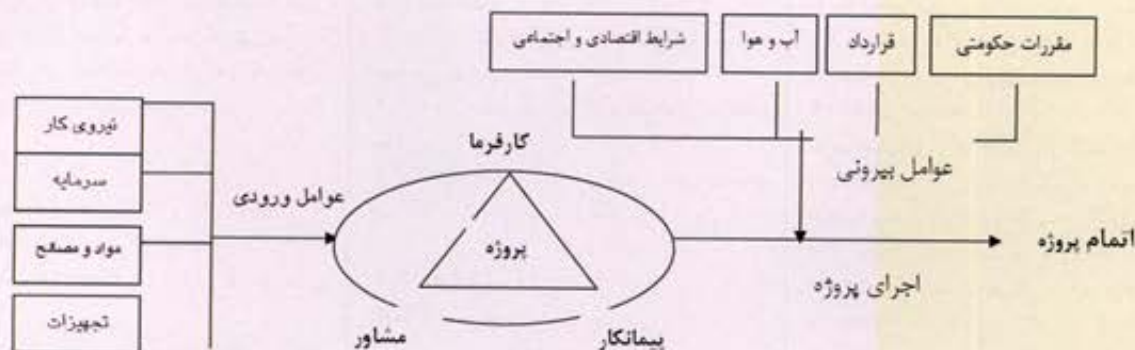 مقررات حکومتی
قرارداد
آب و هوا
شرایط اقتصادی و اجتماعی
نیروی کار
سرمایه
مواد و مصالح
تجهیزات
عوامل ورودی
کارفرما
پروژه
مشاور
پیمانکار
عوامل بیرونی
اجرای پروژه
اتمام پروژه